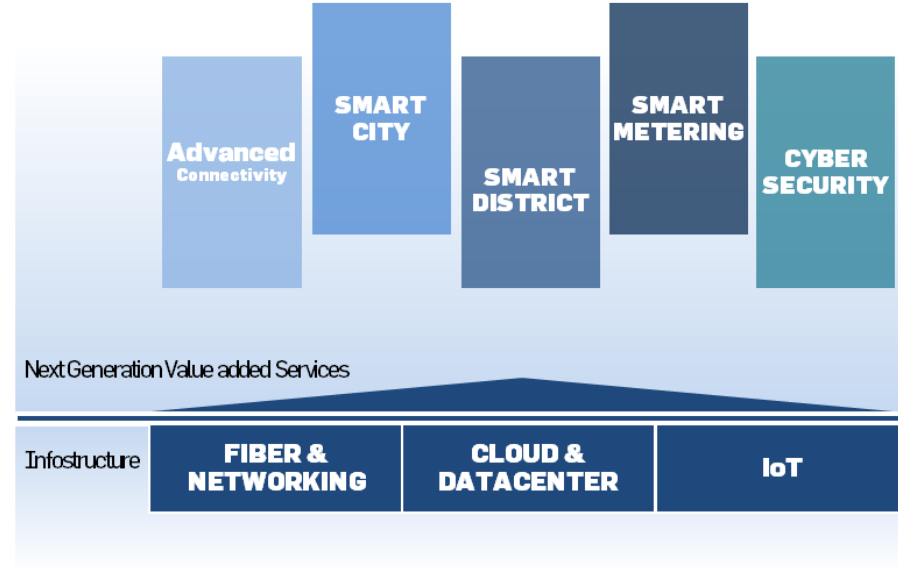 Advanced
Connectivity
SMART
CITY
SMART
DISTRICT
SMART
METERING
CYBER
SECURITY
Next Generation Value added Services
Infostructure
FIBER &
NETWORKING
CLOUD &
DATACENTER
IoT